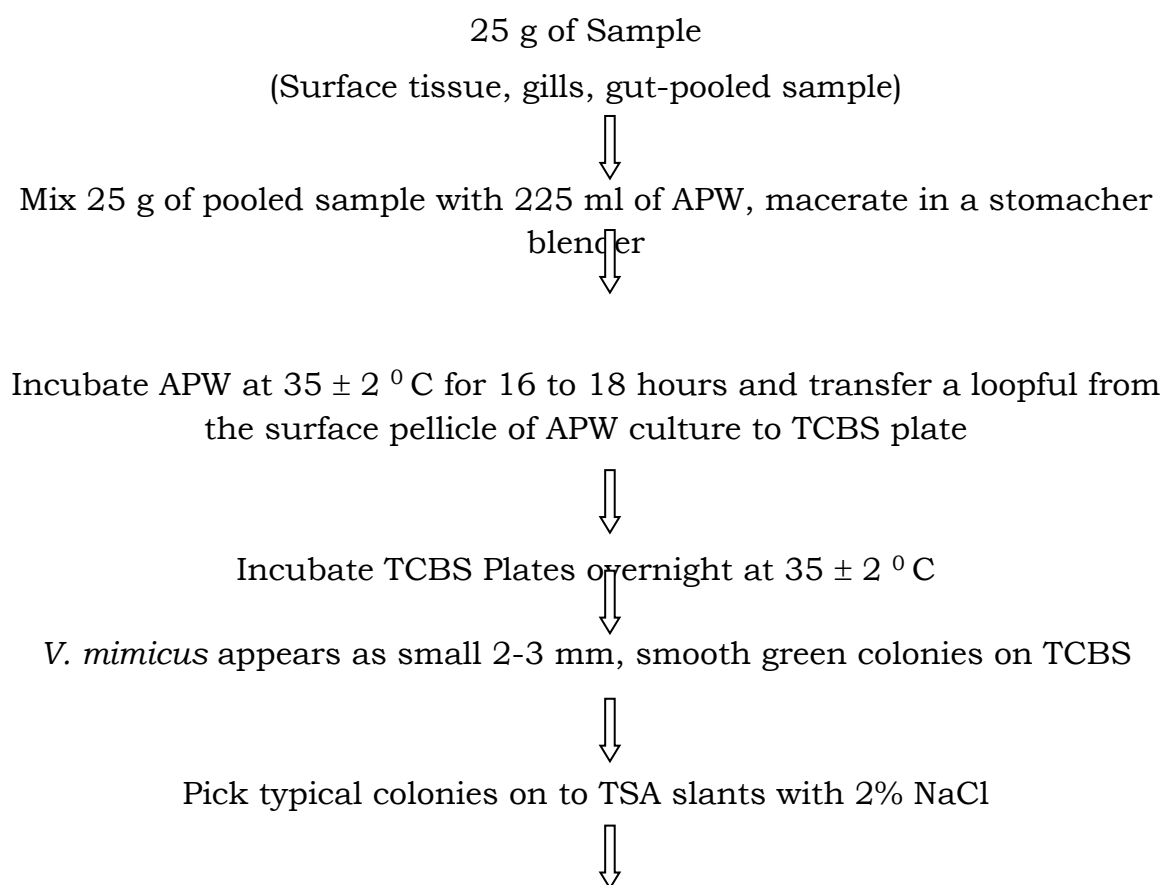 25 g of Sample
(Surface tissue, gills, gut-pooled sample)
Mix 25 g of pooled sample with 225 ml of APW, macerate in a stomacher
blender
Incubate APW at 35 ± 2 ⁰ C for 16 to 18 hours and transfer a loopful from
the surface pellicle of APW culture to TCBS plate
Incubate TCBS Plates overnight at 35 ± 2 ⁰ C
V. mimicus appears as small 2-3 mm, smooth green colonies on TCBS
Pick typical colonies on to TSA slants with 2% NaCl